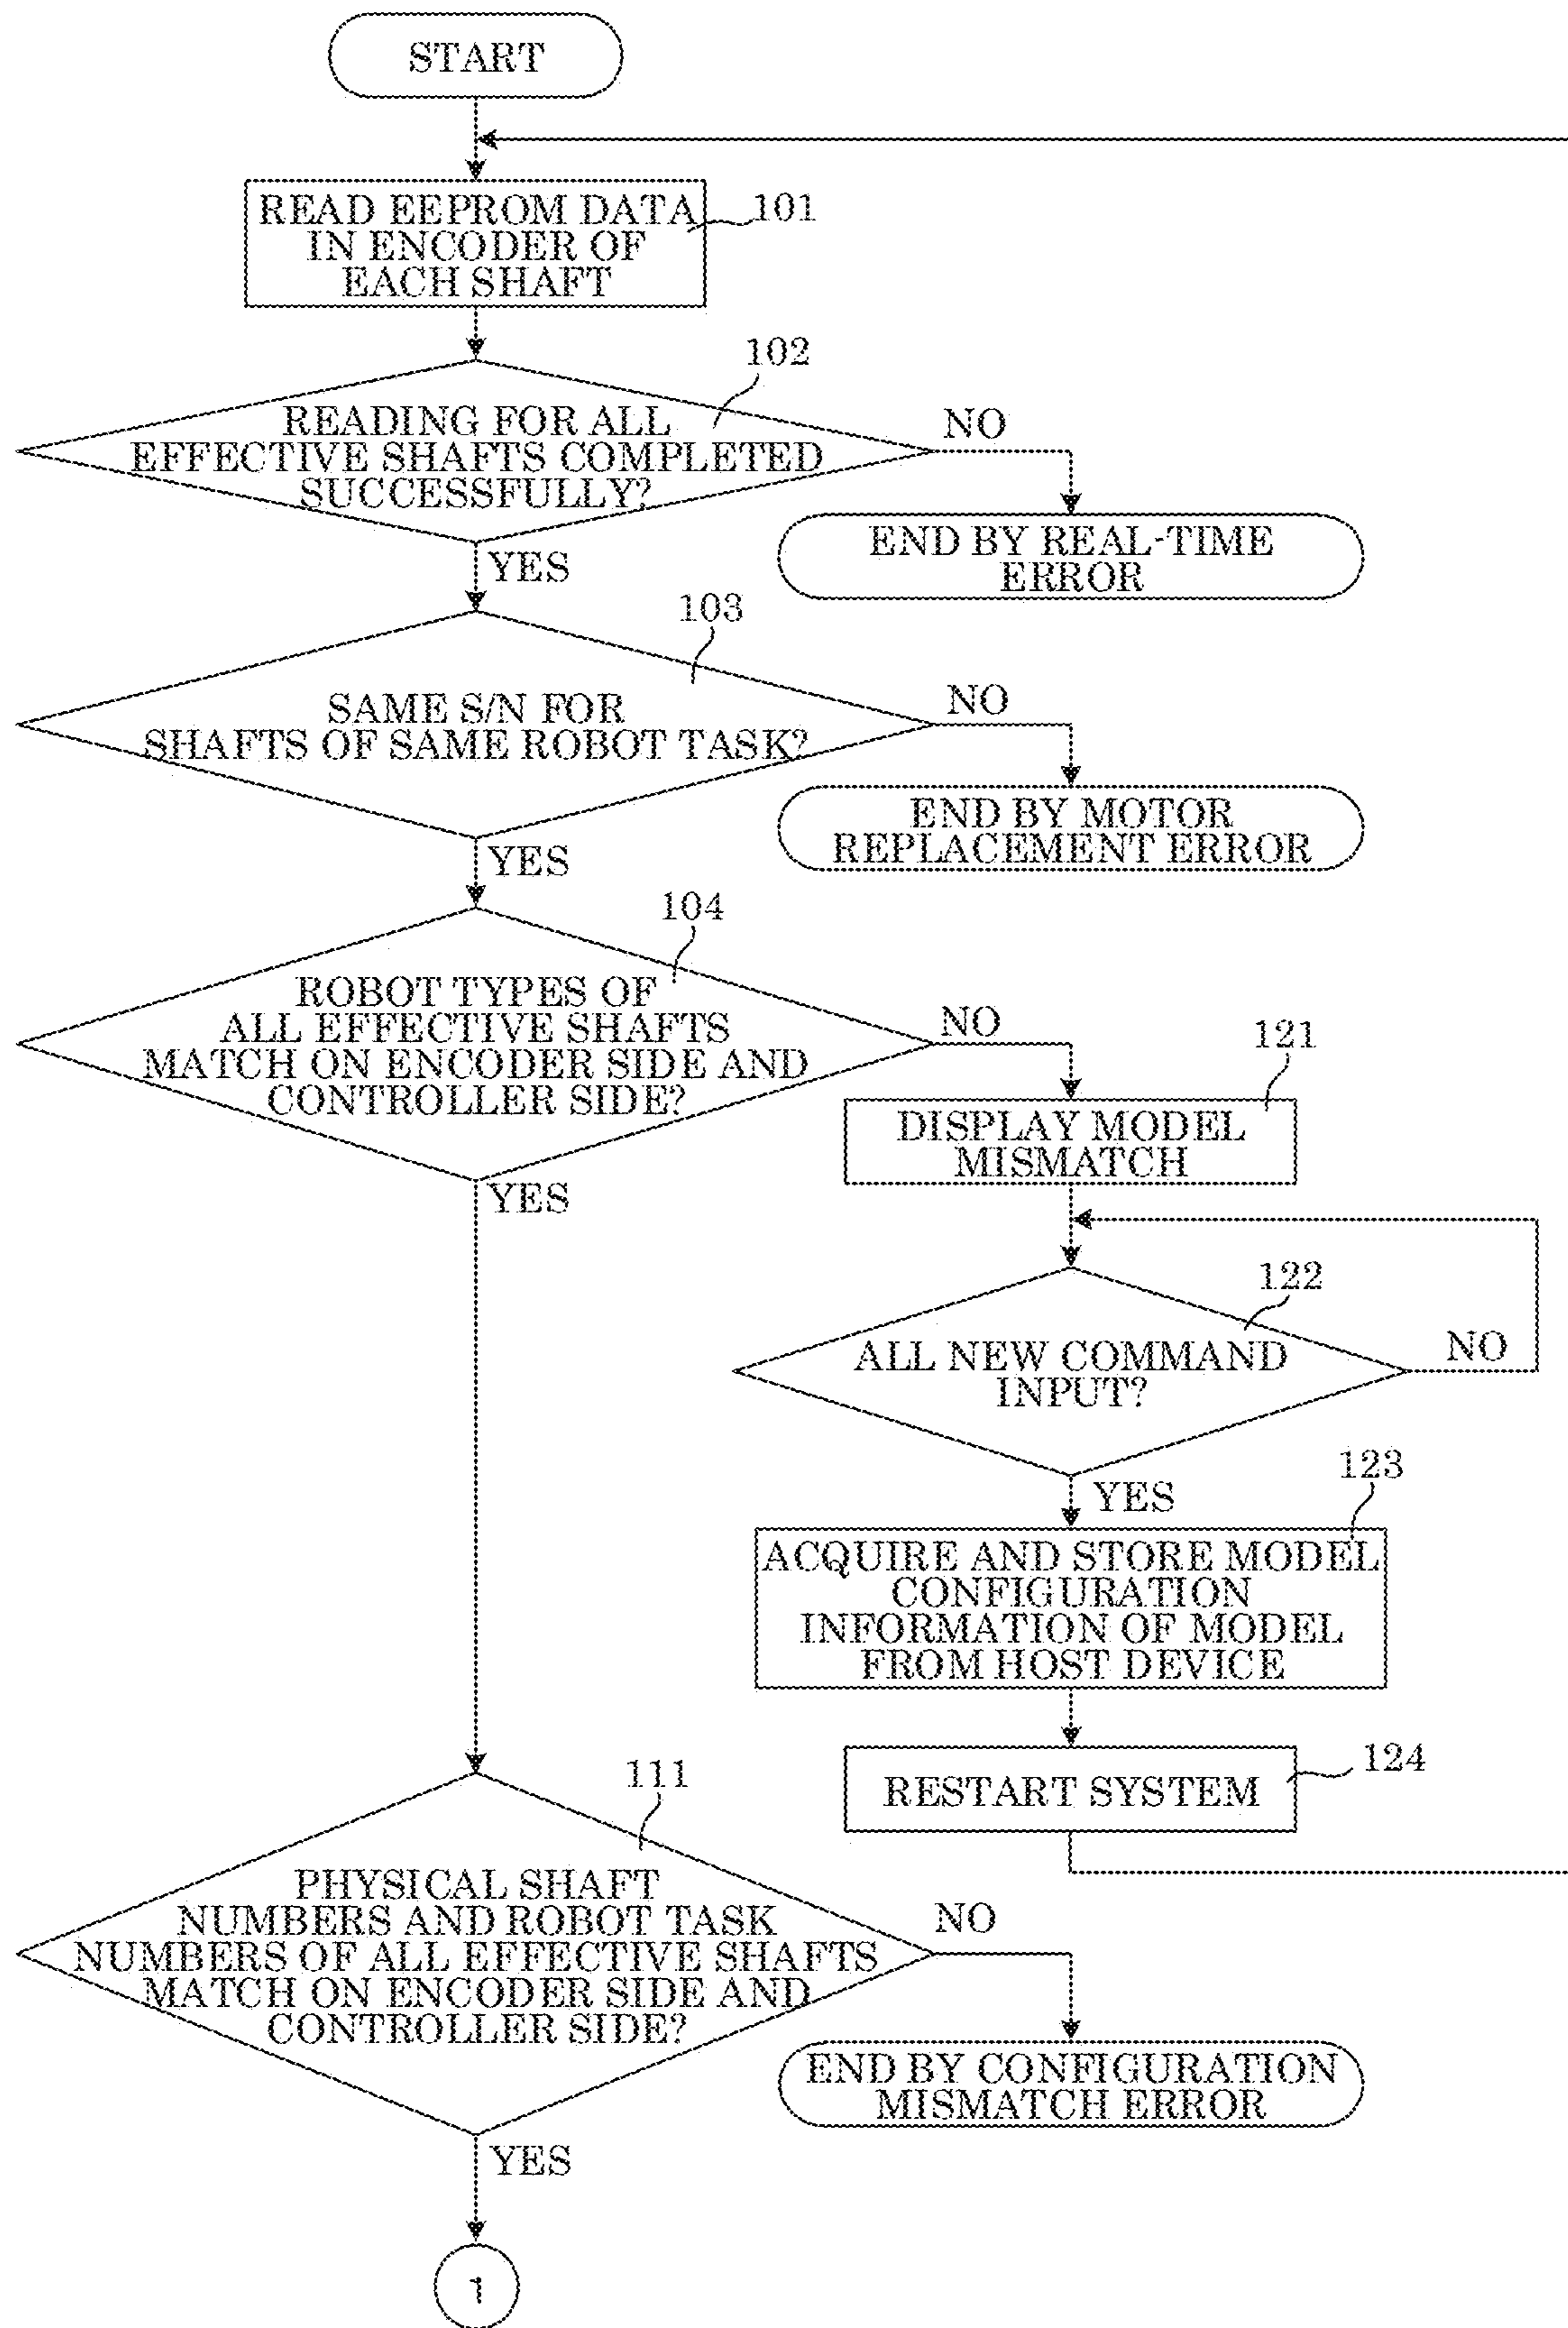 START
READ EEPROM DATA
IN ENCODER OF
EACH SHAFT
101
102
READING FOR ALL
EFFECTIVE SHAFTS COMPLETED
SUCCESSFULLY?
NO
END BY REAL-TIME
ERROR
YES
103
SAME S/N FOR
SHAFTS OF SAME ROBOT TASK?
NO
END BY MOTOR
REPLACEMENT ERROR
YES
104
ROBOT TYPES OF
ALL EFFECTIVE SHAFTS
MATCH ON ENCODER SIDE AND
CONTROLLER SIDE?
NO
121
DISPLAY MODEL
MISMATCH
YES
122
ALL NEW COMMAND
INPUT?
NO
YES
123
ACQUIRE AND STORE MODEL
CONFIGURATION
INFORMATION OF MODEL
FROM HOST DEVICE
RESTART SYSTEM
124
111
PHYSICAL SHAFT
NUMBERS AND ROBOT TASK
NUMBERS OF ALL EFFECTIVE SHAFTS
MATCH ON ENCODER SIDE AND
CONTROLLER SIDE?
NO
END BY CONFIGURATION
MISMATCH ERROR
YES
1